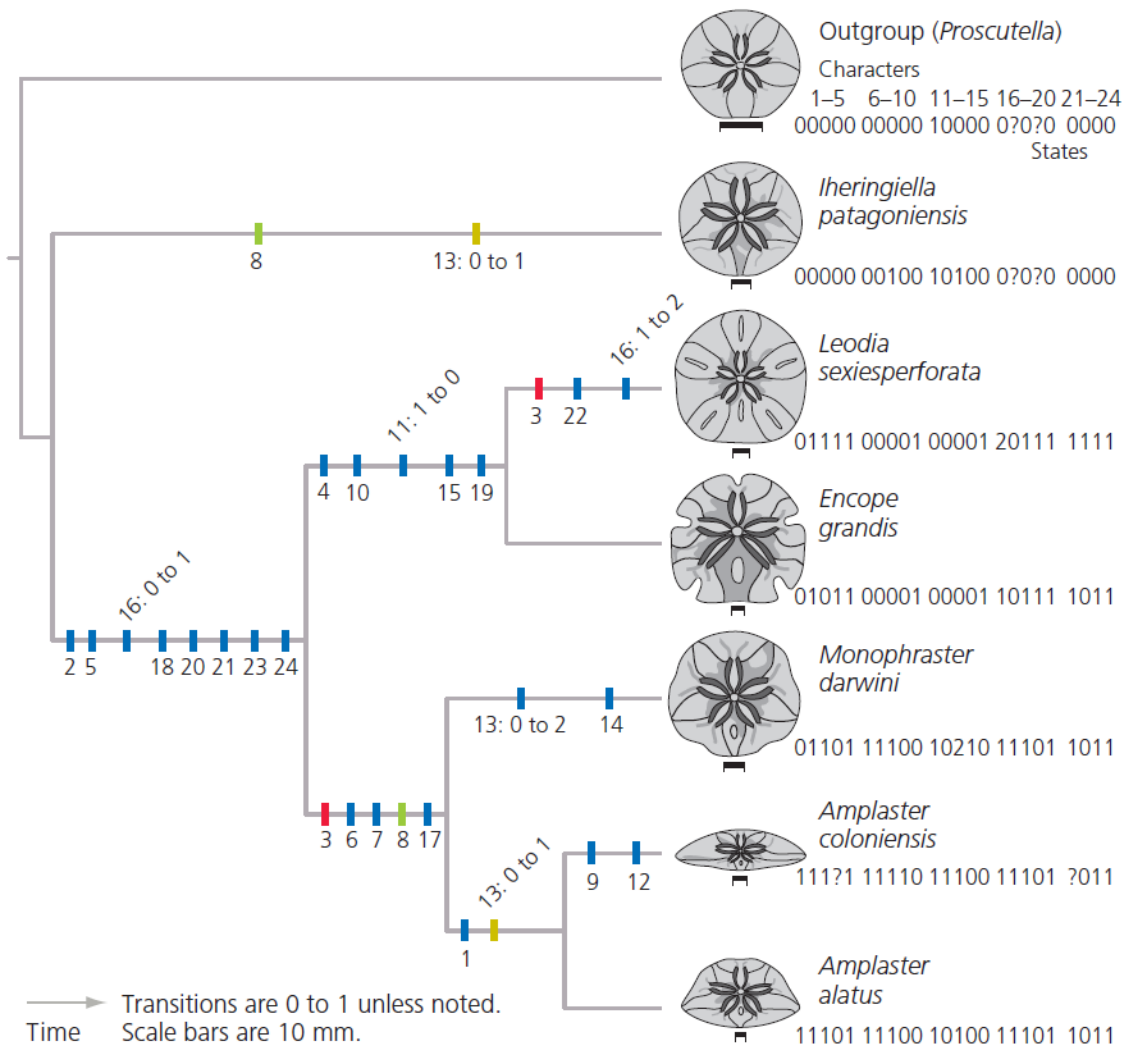 Outgroup (Proscutella)
Characters
1–5 6–10 11–15 16–20 21–24
00000 00000 10000 0?0?0 0000
States
Iheringiella
patagoniensis
8
13: 0 to 1
00000 00100 10100 0?0?0 0000
16: 1 to 2
Leodia
sexiesperforata
11: 1 to 0
3
22
01111 00001 00001 20111 1111
4
10
15
19
Encope
grandis
16: 0 to 1
01011 00001 00001 10111 1011
2
5
18
20
21
23
24
Monophraster
darwini
13: 0 to 2
14
01101 11100 10210 11101 1011
3
6
7
8
17
Amplaster
coloniensis
13: 0 to 1
9
12
111?1 11110 11100 11101 ?011
1
Amplaster
alatus
Transitions are 0 to 1 unless noted.
Time
Scale bars are 10 mm.
11101 11100 10100 11101 1011